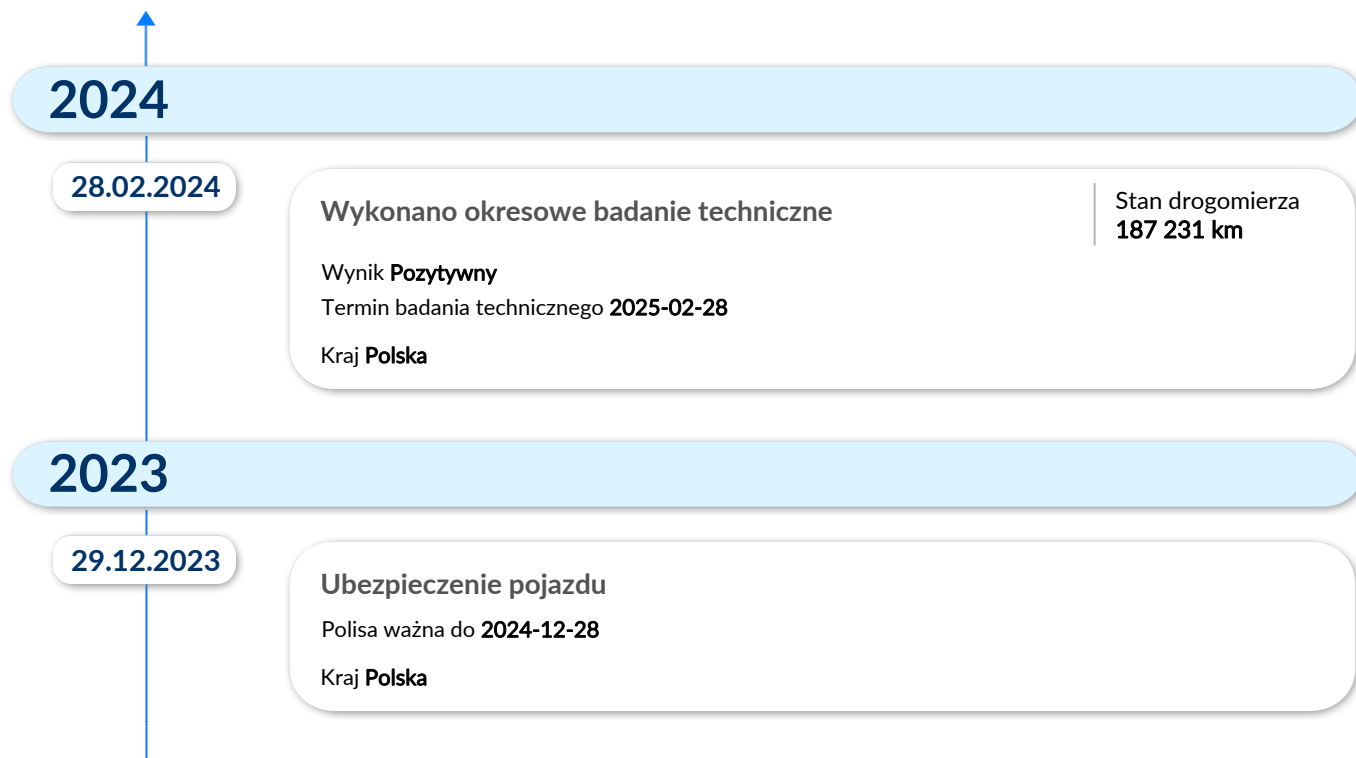 2024
28.02.2024
Wykonano okresowe badanie techniczne
Stan drogomierza
187 231 km
Wynik Pozytywny
Termin badania technicznego 2025-02-28
Kraj Polska
2023
29.12.2023
Ubezpieczenie pojazdu
Polisa ważna do 2024-12-28
Kraj Polska